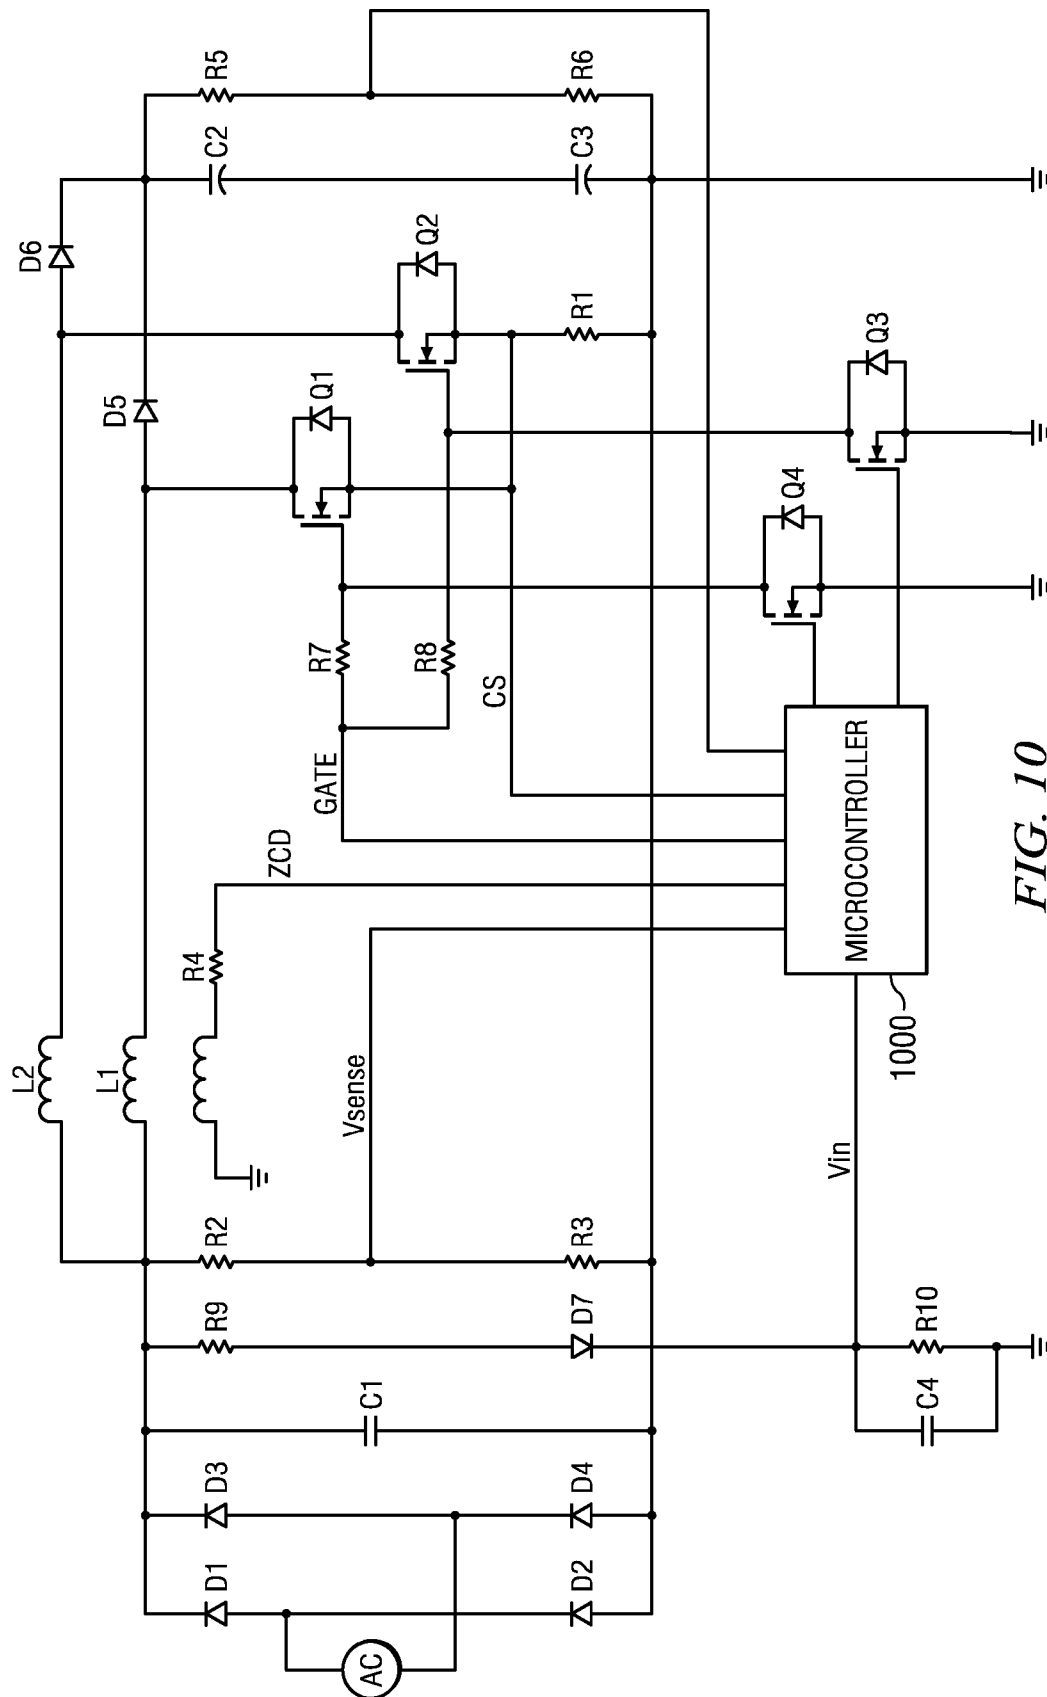 AC
D1
D2
D3
D4
C1
R9
D7
C4
R10
R2
R3
Vsense
Vin
L2
L1
R4
ZCD
GATE
CS
R7
R8
1000
MICROCONTROLLER
D5
D6
Q1
Q2
R1
Q4
Q3
C2
C3
R5
R6
FIG. 10